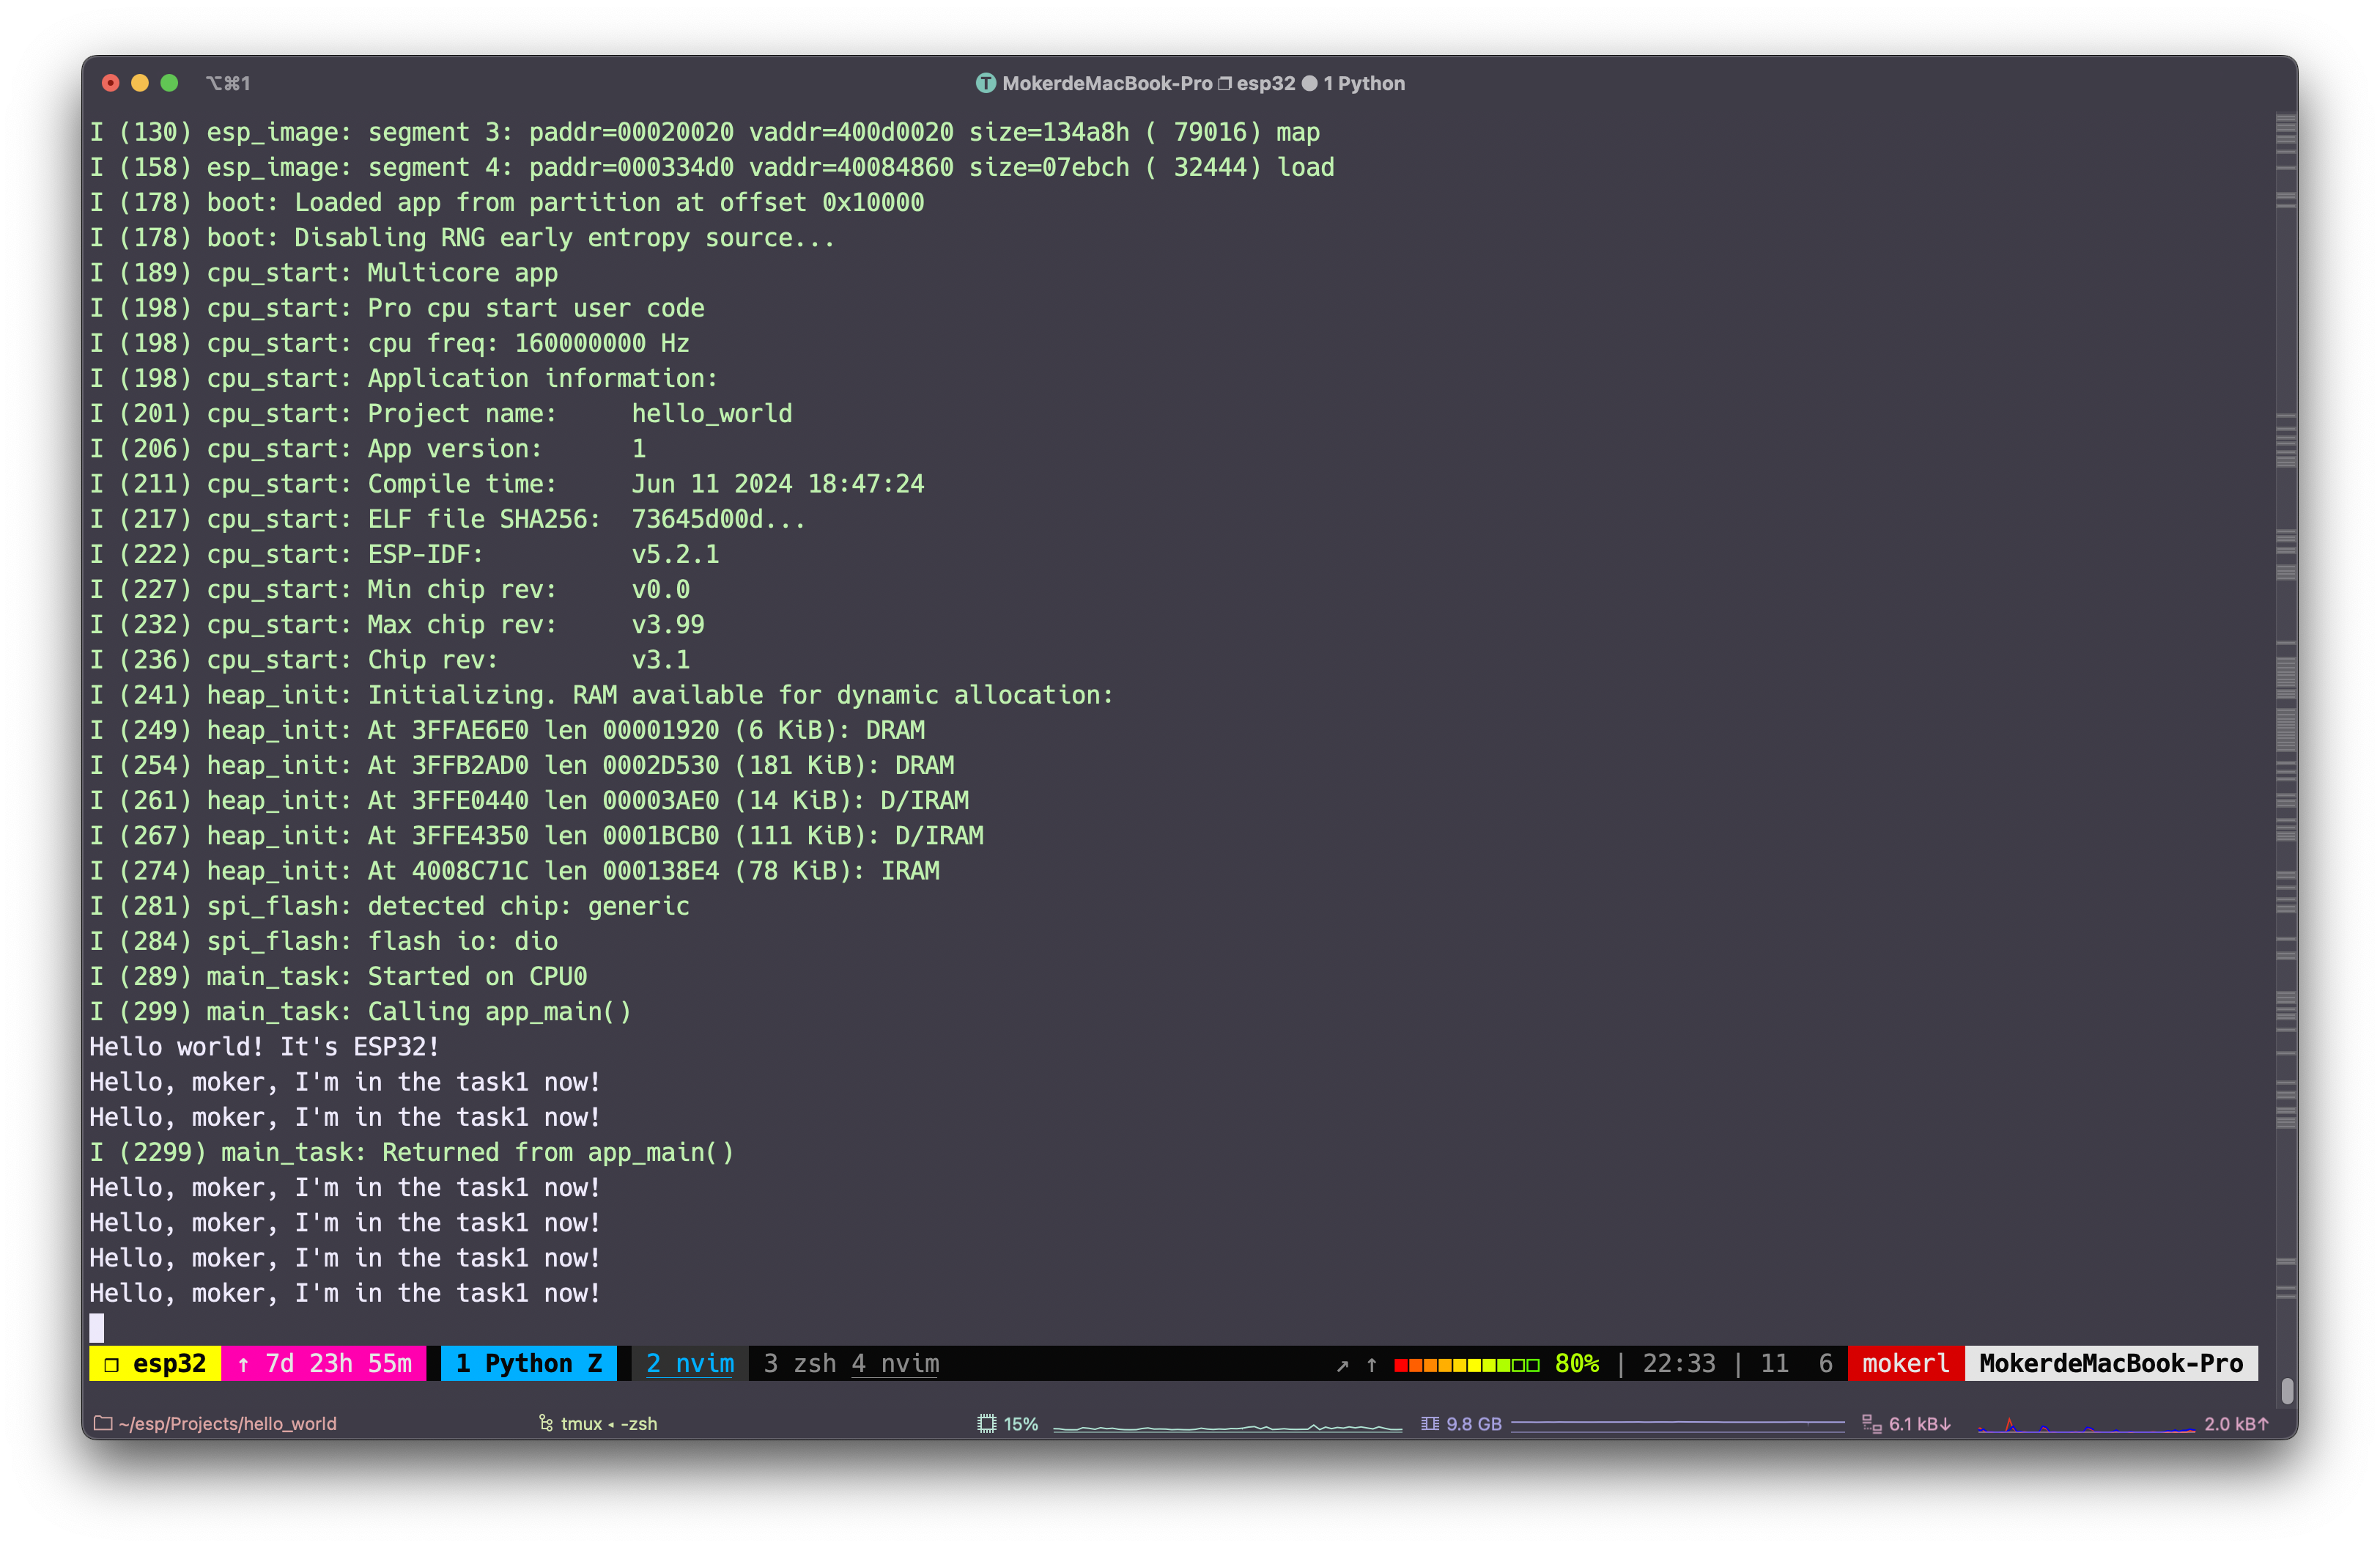 ⌥⌘1
MokerdeMacBook-Pro ❐ esp32 ● 1 Python
I (130) esp_image: segment 3: paddr=00020020 vaddr=400d0020 size=134a8h ( 79016) map
I (158) esp_image: segment 4: paddr=000334d0 vaddr=40084860 size=07ebch ( 32444) load
I (178) boot: Loaded app from partition at offset 0x10000
I (178) boot: Disabling RNG early entropy source...
I (189) cpu_start: Multicore app
I (198) cpu_start: Pro cpu start user code
I (198) cpu_start: cpu freq: 160000000 Hz
I (198) cpu_start: Application information:
I (201) cpu_start: Project name:     hello_world
I (206) cpu_start: App version:      1
I (211) cpu_start: Compile time:     Jun 11 2024 18:47:24
I (217) cpu_start: ELF file SHA256:  73645d00d...
I (222) cpu_start: ESP-IDF:          v5.2.1
I (227) cpu_start: Min chip rev:     v0.0
I (232) cpu_start: Max chip rev:     v3.99
I (236) cpu_start: Chip rev:         v3.1
I (241) heap_init: Initializing. RAM available for dynamic allocation:
I (249) heap_init: At 3FFAE6E0 len 00001920 (6 KiB): DRAM
I (254) heap_init: At 3FFB2AD0 len 0002D530 (181 KiB): DRAM
I (261) heap_init: At 3FFE0440 len 00003AE0 (14 KiB): D/IRAM
I (267) heap_init: At 3FFE4350 len 0001BCB0 (111 KiB): D/IRAM
I (274) heap_init: At 4008C71C len 000138E4 (78 KiB): IRAM
I (281) spi_flash: detected chip: generic
I (284) spi_flash: flash io: dio
I (289) main_task: Started on CPU0
I (299) main_task: Calling app_main()
Hello world! It's ESP32!
Hello, moker, I'm in the task1 now!
Hello, moker, I'm in the task1 now!
I (2299) main_task: Returned from app_main()
Hello, moker, I'm in the task1 now!
Hello, moker, I'm in the task1 now!
Hello, moker, I'm in the task1 now!
Hello, moker, I'm in the task1 now!
❐ esp32 ↑ 7d 23h 55m 1 Python Z 2 nvim 3 zsh 4 nvim ↗ ↑ 80% | 22:33 | 11 6 mokerl MokerdeMacBook-Pro
~/esp/Projects/hello_world tmux ◂ -zsh 15% 9.8 GB 6.1 kB↓ 2.0 kB↑